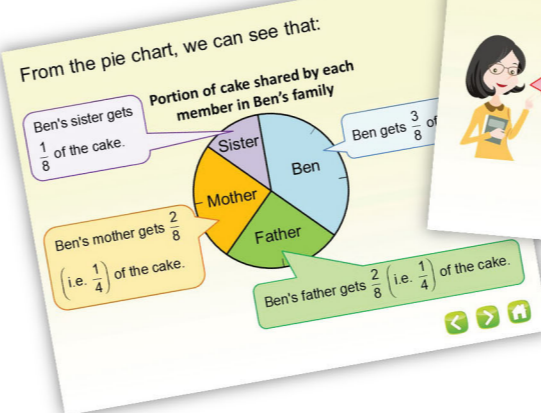 From the pie chart, we can see that:
Portion of cake shared by each
member in Ben's family
Ben's sister gets
1/8 of the cake.
Ben gets 3/8 of
Sister
Ben
Mother
Father
Ben's mother gets 2/8
(i.e. 1/4) of the cake.
Ben's father gets 2/8 (i.e. 1/4) of the cake.